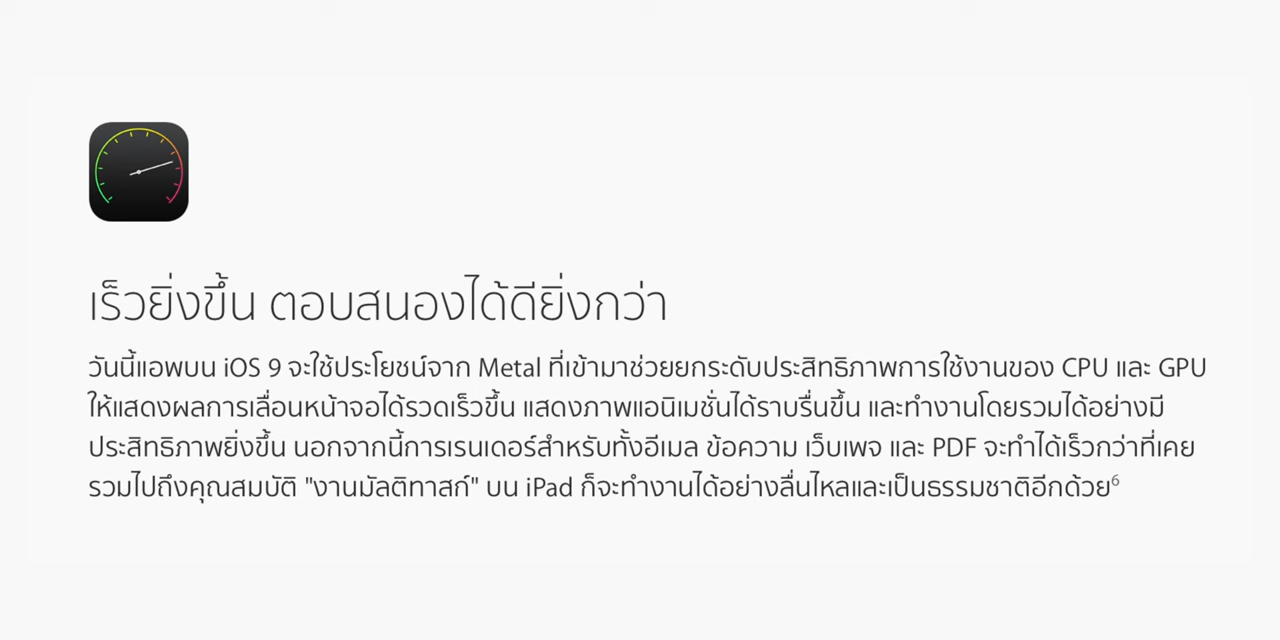 เร็วยิ่งขึ้น ตอบสนองได้ดียิ่งกว่า
วันนี้แอพบน iOS 9 จะใช้ประโยชน์จาก Metal ที่เข้ามาช่วยยกระดับประสิทธิภาพการใช้งานของ CPU และ GPU
ให้แสดงผลการเลื่อนหน้าจอได้รวดเร็วขึ้น แสดงภาพแอนิเมชั่นได้ราบรื่นขึ้น และทำงานโดยรวมได้อย่างมี
ประสิทธิภาพยิ่งขึ้น นอกจากนี้การเรนเดอร์สำหรับทั้งอีเมล ข้อความ เว็บเพจ และ PDF จะทำได้เร็วกว่าที่เคย
รวมไปถึงคุณสมบัติ "งานมัลติทาสก์" บน iPad ก็จะทำงานได้อย่างลื่นไหลและเป็นธรรมชาติอีกด้วย⁶